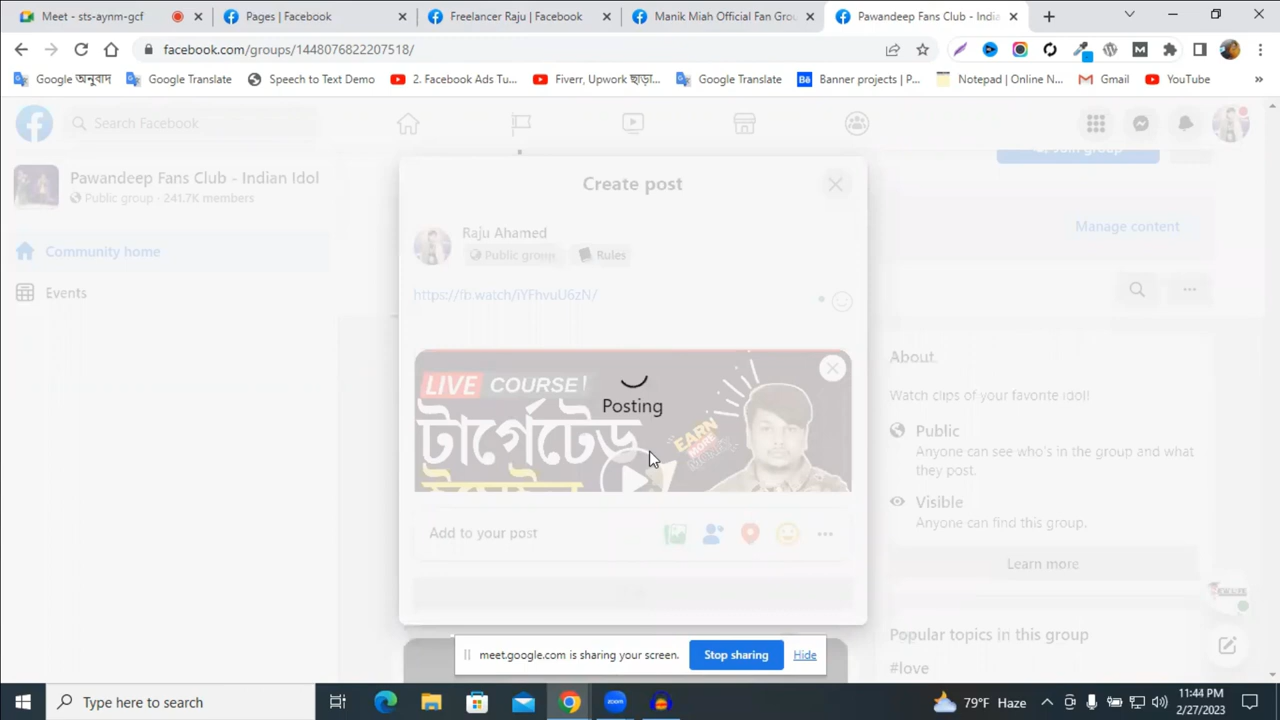 Meet - sts-aynm-gcf
Pages | Facebook
Freelancer Raju | Facebook
Manik Miah Official Fan Grou
Pawandeep Fans Club - India
facebook.com/groups/1448076822207518/
Google অনুবাদ
Google Translate
Speech to Text Demo
2. Facebook Ads Tu...
Fiverr, Upwork ছাড়া...
Google Translate
Banner projects | P...
Notepad | Online N...
Gmail
YouTube
Search Facebook
Pawandeep Fans Club - Indian Idol
Public group · 241.7K members
Community home
Events
Join group
Manage content
Create post
Raju Ahamed
Public group
Rules
https://fb.watch/iYFhvuU6zN/
LIVE COURSE!
টার্গেটেড
EARN
MORE
Posting
Add to your post
About
Watch clips of your favorite idol!
Public
Anyone can see who's in the group and what
they post.
Visible
Anyone can find this group.
Learn more
Popular topics in this group
#love
meet.google.com is sharing your screen.
Stop sharing
Hide
Type here to search
zoom
79°F Haze
11:44 PM
2/27/2023